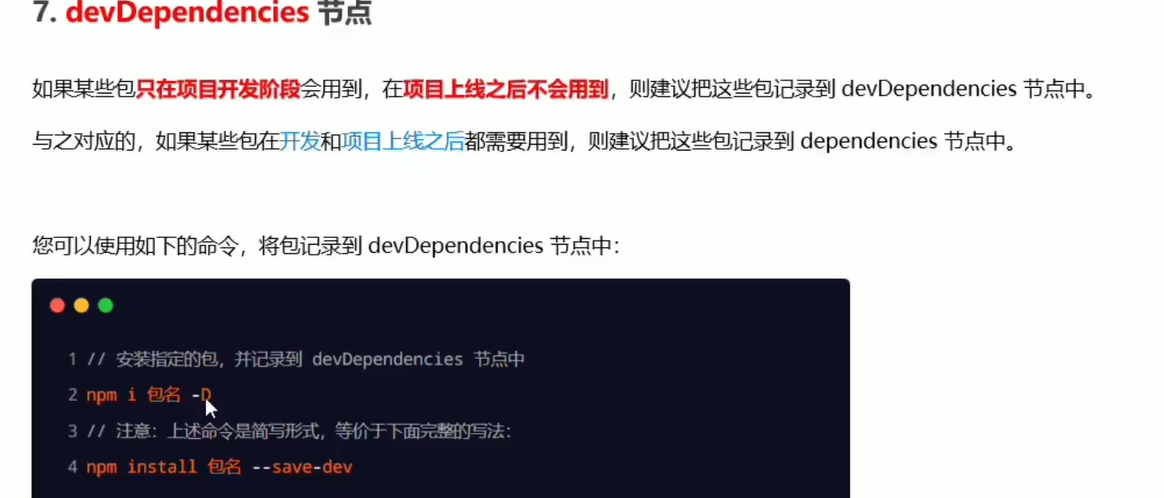 7. devDependencies 节点
如果某些包只在项目开发阶段会用到，在项目上线之后不会用到，则建议把这些包记录到 devDependencies 节点中。
与之对应的，如果某些包在开发和项目上线之后都需要用到，则建议把这些包记录到 dependencies 节点中。
您可以使用如下的命令，将包记录到 devDependencies 节点中：
1 // 安装指定的包，并记录到 devDependencies 节点中
2 npm i 包名 -D
3 // 注意：上述命令是简写形式，等价于下面完整的写法：
4 npm install 包名 --save-dev